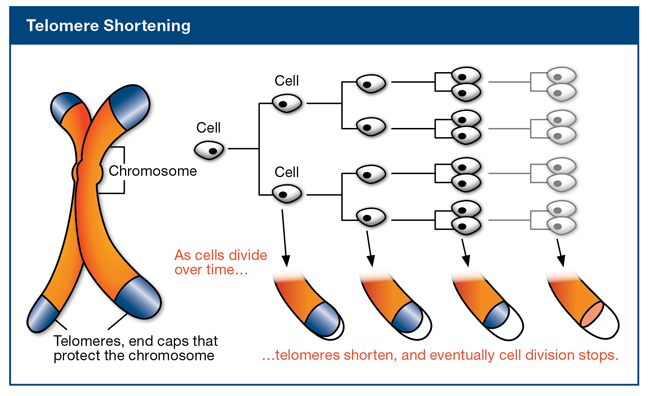 Telomere Shortening
Cell
Cell
Chromosome
Cell
As cells divide
over time…
Telomeres, end caps that
protect the chromosome
…telomeres shorten, and eventually cell division stops.